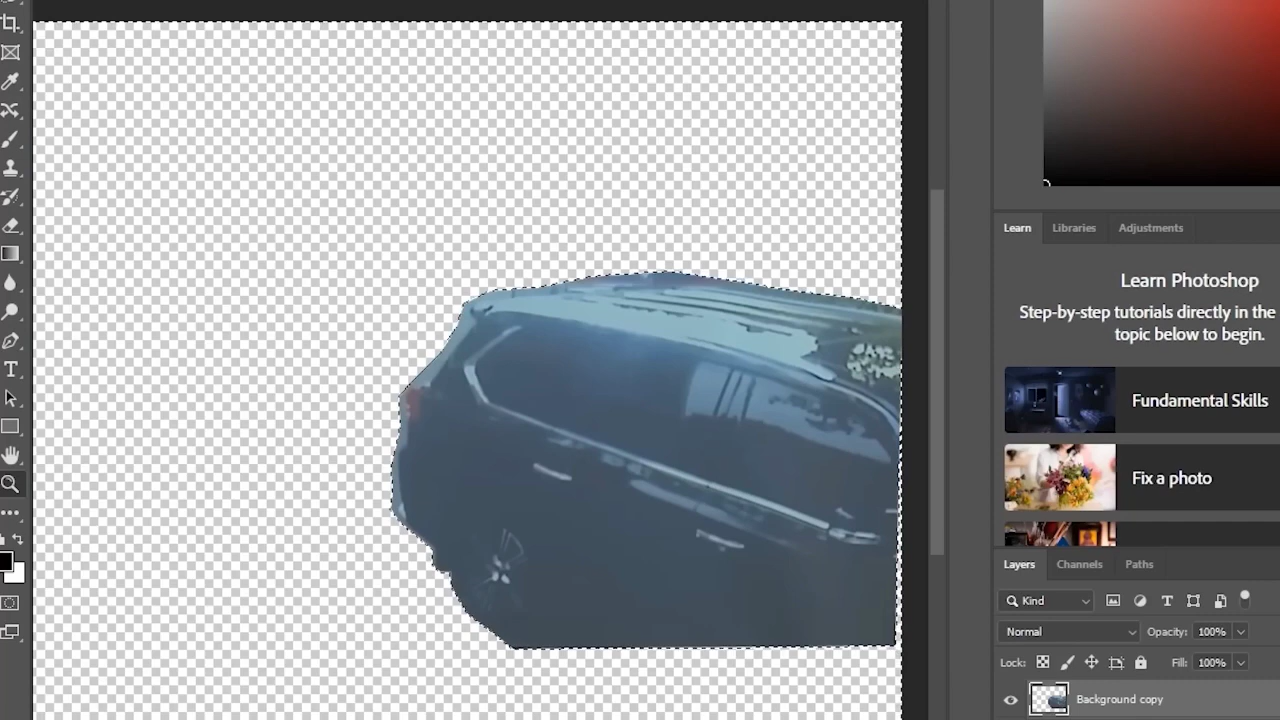 Learn Libraries Adjustments
Learn Photoshop
Step-by-step tutorials directly in the
topic below to begin.
Fundamental Skills
Fix a photo
Layers Channels Paths
Kind
Normal Opacity: 100%
Lock: Fill: 100%
Background copy